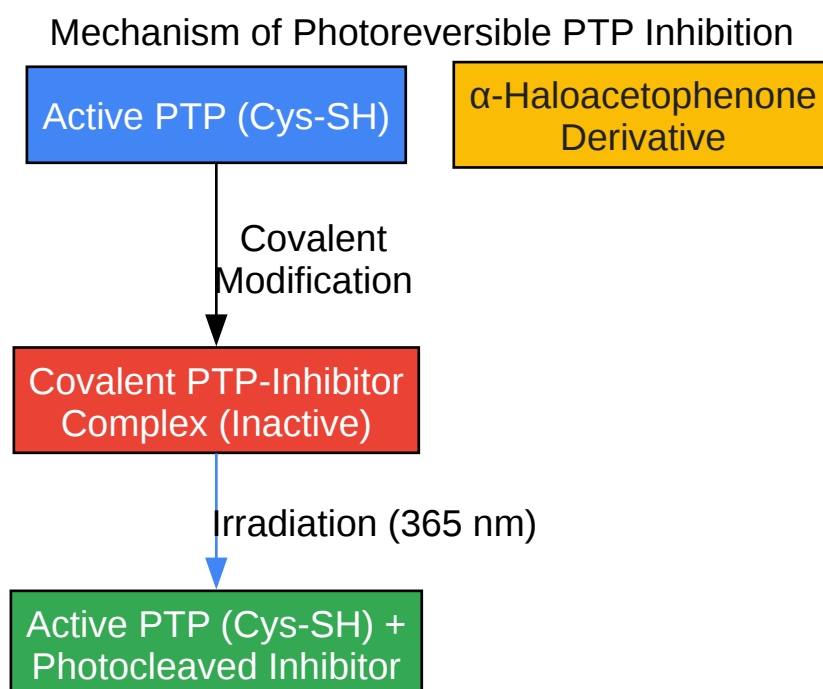 Mechanism of Photoreversible PTP Inhibition
Active PTP (Cys-SH)
α-Haloacetophenone
Derivative
Covalent
Modification
Covalent PTP-Inhibitor
Complex (Inactive)
Irradiation (365 nm)
Active PTP (Cys-SH) +
Photocleaved Inhibitor